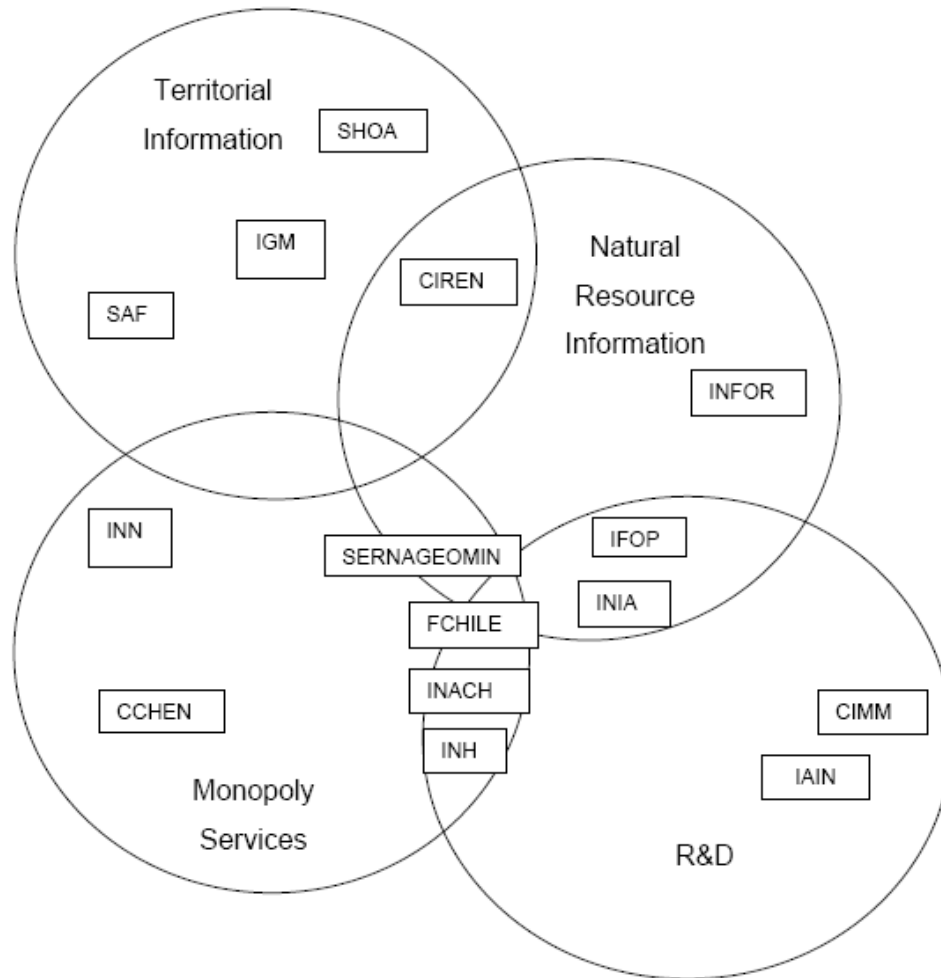 Territorial
Information
SHOA
IGM
CIREN
SAF
Natural
Resource
Information
INFOR
INN
SERNAGEOMIN
IFOP
INIA
FCHILE
INACH
INH
CCHEN
CIMM
IAIN
Monopoly
Services
R&D